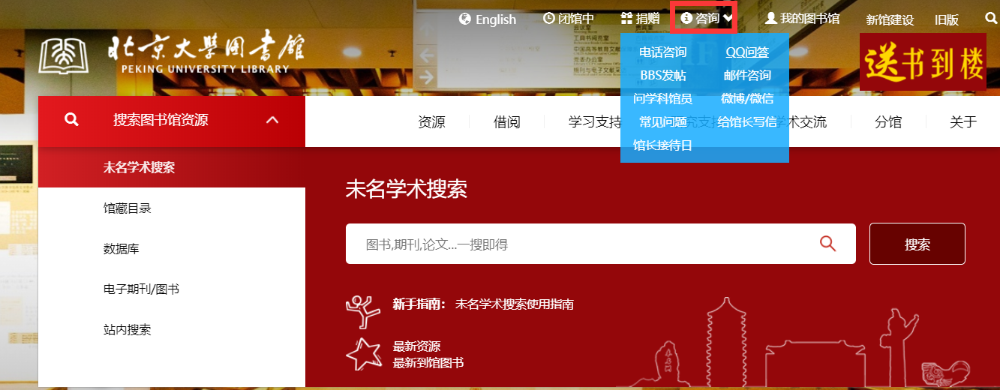 English 闭馆中 捐赠 咨询 我的图书馆 新馆建设 旧版
北京大學图書館
PEKING UNIVERSITY LIBRARY
电话咨询 QQ问答
BBS发帖 邮件咨询
问学科馆员 微博/微信
常见问题 给馆长写信
馆长接待日
送书到楼
搜索图书馆资源
资源 借阅 学习支持 究支持 学术交流 分馆 关于
未名学术搜索
馆藏目录
数据库
电子期刊/图书
站内搜索
未名学术搜索
图书,期刊,论文...一搜即得
搜索
新手指南： 未名学术搜索使用指南
最新资源
最新到馆图书